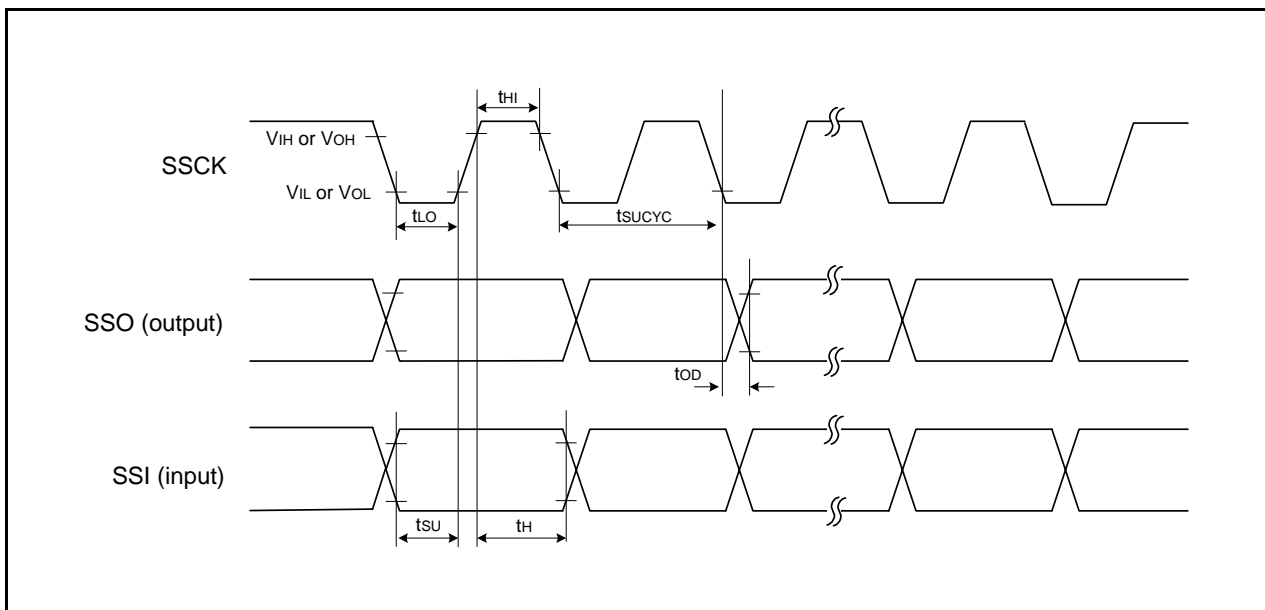 tHI
VIH or VOH
SSCK
VIL or VOL
tLO
tSUCYC
SSO (output)
tOD
SSI (input)
tSU
tH